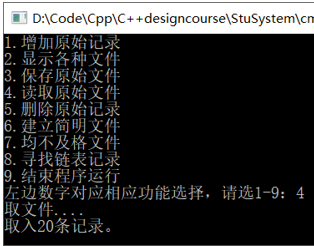 D:\Code\Cpp\C++designcourse\StuSystem\cm
1.增加原始记录
2.显示各种文件
3.保存原始文件
4.读取原始文件
5.删除原始记录
6.建立简明文件
7.均不及格文件
8.寻找链表记录
9.结束程序运行
左边数字对应相应功能选择，请选1-9：4
取文件....
取入20条记录。